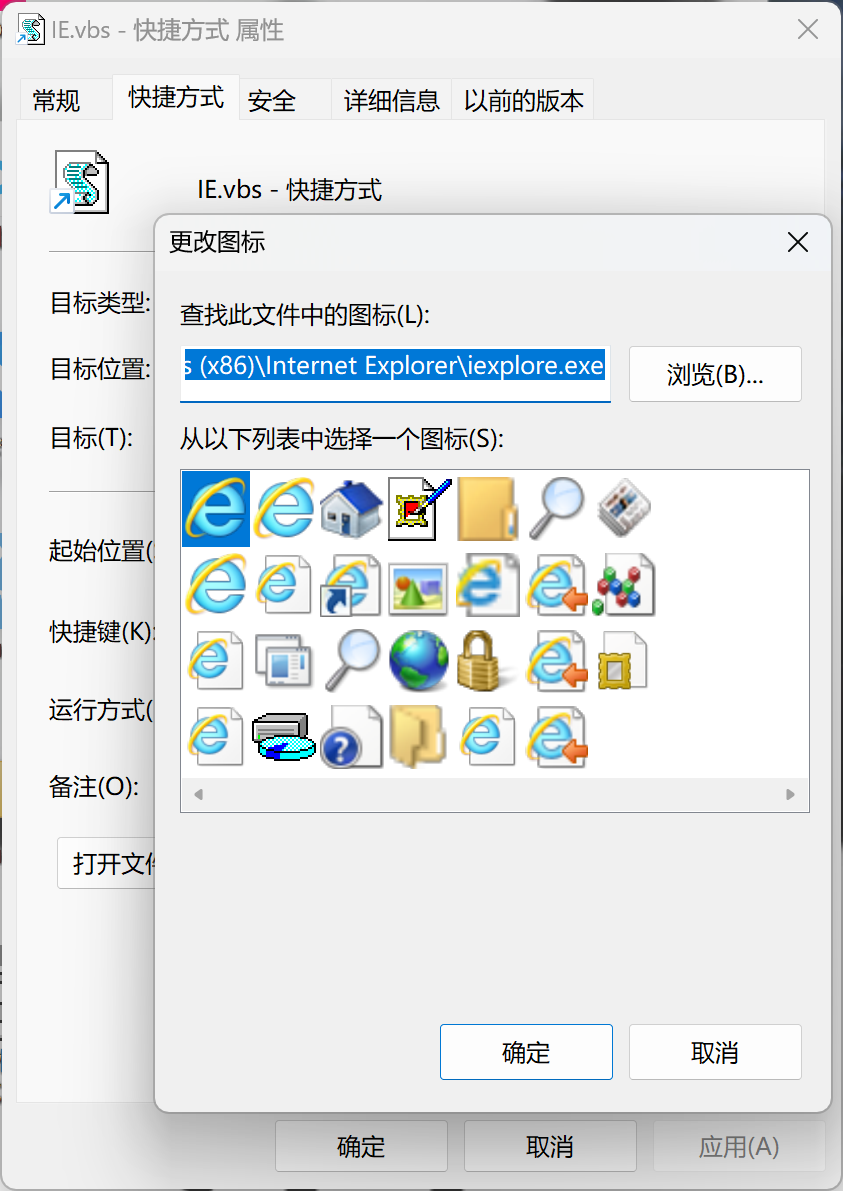 IE.vbs - 快捷方式 属性
常规 快捷方式 安全 详细信息 以前的版本
IE.vbs - 快捷方式
更改图标
查找此文件中的图标(L):
s (x86)\Internet Explorer\iexplore.exe
浏览(B)...
从以下列表中选择一个图标(S):
目标类型:
目标位置:
目标(T):
起始位置(
快捷键(K):
运行方式(
备注(O):
打开文件
确定 取消
确定 取消 应用(A)